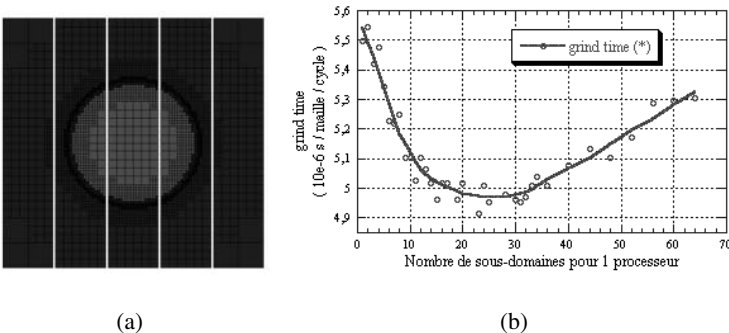 5,6
5,5
5,4
5,3
5,2
5,1
5
4,9
grind time
( 10e-6 s / maille / cycle )
grind time (*)
0 10 20 30 40 50 60 70
Nombre de sous-domaines pour 1 processeur
(a) (b)